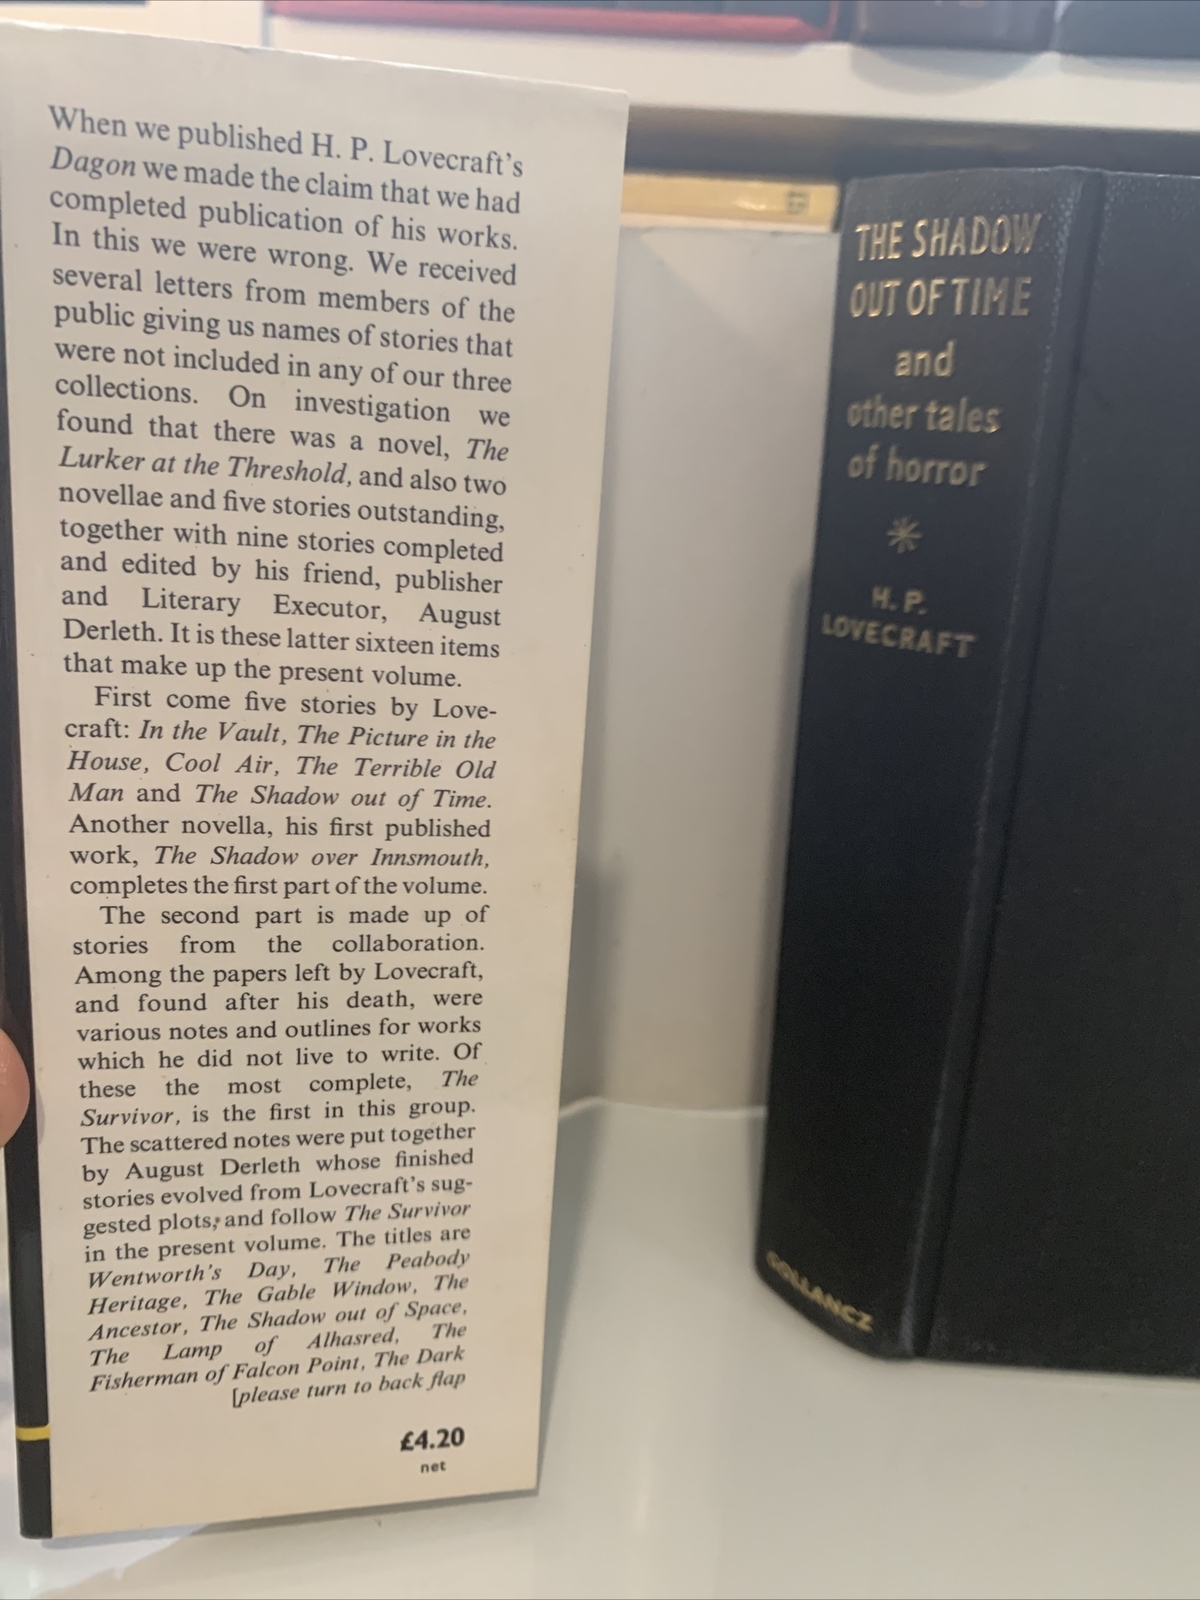 When we published H. P. Lovecraft's
Dagon we made the claim that we had
completed publication of his works.
In this we were wrong. We received
several letters from members of the
public giving us names of stories that
were not included in any of our three
collections. On investigation we
found that there was a novel, The
Lurker at the Threshold, and also two
novellae and five stories outstanding,
together with nine stories completed
and edited by his friend, publisher
and Literary Executor, August
Derleth. It is these latter sixteen items
that make up the present volume.
First come five stories by Love-
craft: In the Vault, The Picture in the
House, Cool Air, The Terrible Old
Man and The Shadow out of Time.
Another novella, his first published
work, The Shadow over Innsmouth,
completes the first part of the volume.
The second part is made up of
stories from the collaboration.
Among the papers left by Lovecraft,
and found after his death, were
various notes and outlines for works
which he did not live to write. Of
these the most complete, The
Survivor, is the first in this group.
The scattered notes were put together
by August Derleth whose finished
stories evolved from Lovecraft's sug-
gested plots, and follow The Survivor
in the present volume. The titles are
Wentworth's Day, The Peabody
Heritage, The Gable Window, The
Ancestor, The Shadow out of Space,
The Lamp of Alhasred, The
Fisherman of Falcon Point, The Dark
[please turn to back flap
£4.20
net
THE SHADOW
OUT OF TIME
and
other tales
of horror
*
H. P.
LOVECRAFT
GOLLANCZ